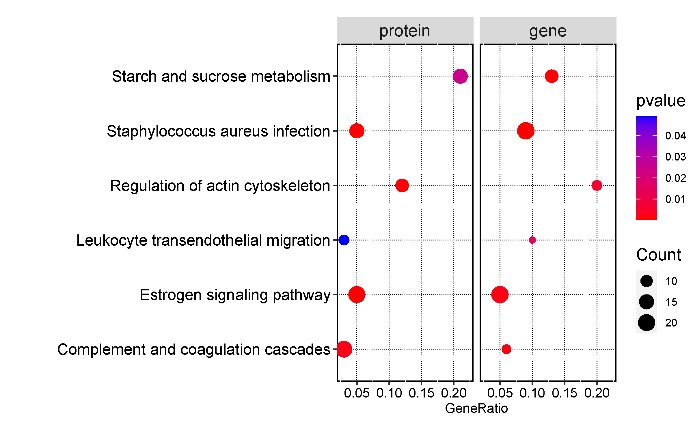 protein gene
Starch and sucrose metabolism
Staphylococcus aureus infection
Regulation of actin cytoskeleton
Leukocyte transendothelial migration
Estrogen signaling pathway
Complement and coagulation cascades
0.05 0.10 0.15 0.20 0.05 0.10 0.15 0.20
GeneRatio
pvalue
0.04
0.03
0.02
0.01
Count
10
15
20